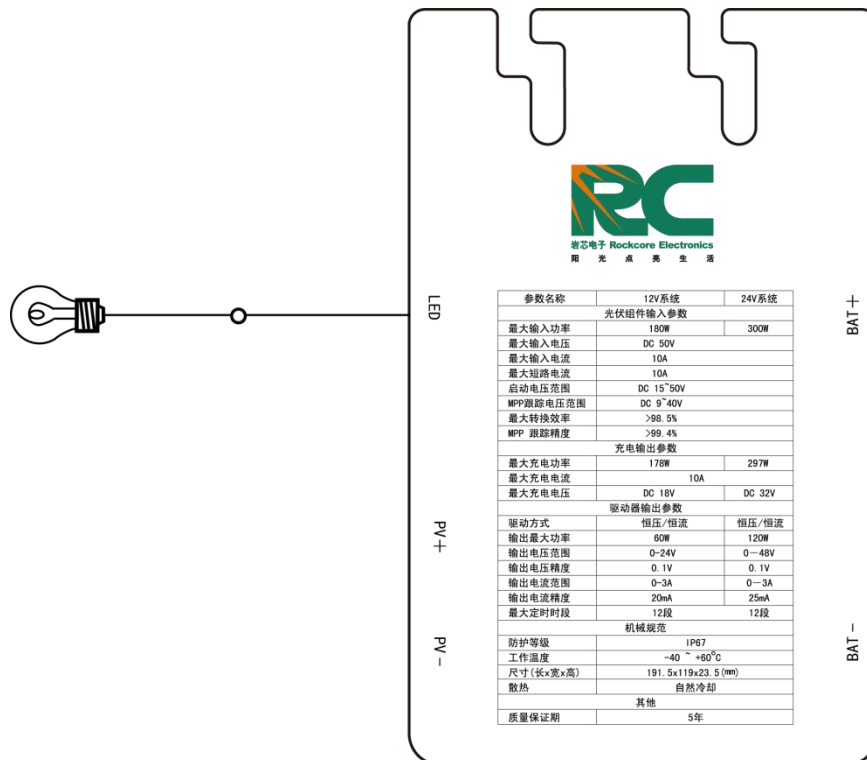 RC
岩芯电子 Rockcore Electronics
阳光点亮生活
LED
PV+
PV-
BAT+
BAT-
参数名称 12V系统 24V系统
光伏组件输入参数
最大输入功率 180W 300W
最大输入电压 DC 50V
最大输入电流 10A
最大短路电流 10A
启动电压范围 DC 15~50V
MPP跟踪电压范围 DC 9~40V
最大转换效率 >98.5%
MPP 跟踪精度 >99.4%
充电输出参数
最大充电功率 178W 297W
最大充电电流 10A
最大充电电压 DC 18V DC 32V
驱动器输出参数
驱动方式 恒压/恒流 恒压/恒流
输出最大功率 60W 120W
输出电压范围 0-24V 0-48V
输出电压精度 0.1V 0.1V
输出电流范围 0-3A 0-3A
输出电流精度 20mA 25mA
最大定时时段 12段 12段
机械规范
防护等级 IP67
工作温度 -40 ~ +60°C
尺寸(长x宽x高) 191.5x119x23.5(mm)
散热 自然冷却
其他
质量保证期 5年